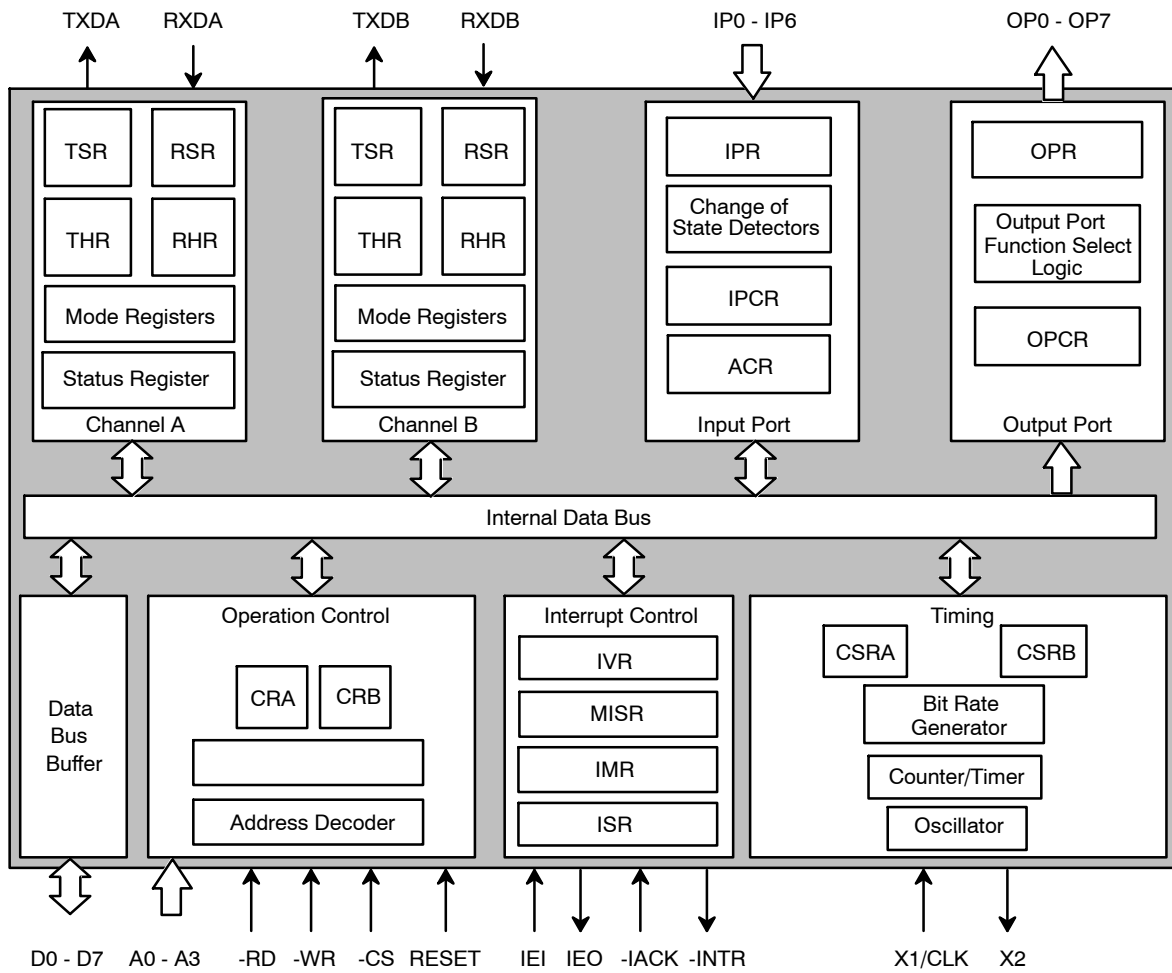 TXDA RXDA TXDB RXDB IP0 - IP6 OP0 - OP7
TSR RSR
THR RHR
Mode Registers
Status Register
Channel A
TSR RSR
THR RHR
Mode Registers
Status Register
Channel B
IPR
Change of
State Detectors
IPCR
ACR
Input Port
OPR
Output Port
Function Select
Logic
OPCR
Output Port
Internal Data Bus
Data
Bus
Buffer
Operation Control
CRA CRB
Address Decoder
Interrupt Control
IVR
MISR
IMR
ISR
Timing
CSRA CSRB
Bit Rate
Generator
Counter/Timer
Oscillator
D0 - D7 A0 - A3 -RD -WR -CS RESET IEI IEO -IACK -INTR X1/CLK X2